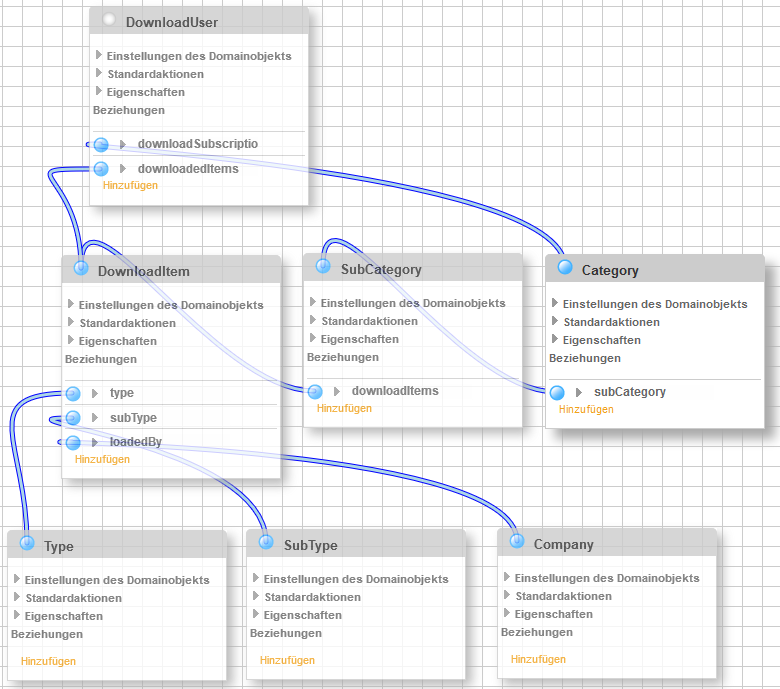 DownloadUser
Einstellungen des Domainobjekts
Standardaktionen
Eigenschaften
Beziehungen
downloadSubscriptio
downloadedItems
Hinzufügen
DownloadItem
Einstellungen des Domainobjekts
Standardaktionen
Eigenschaften
Beziehungen
type
subType
loadedBy
Hinzufügen
SubCategory
Einstellungen des Domainobjekts
Standardaktionen
Eigenschaften
Beziehungen
downloadItems
Hinzufügen
Category
Einstellungen des Domainobjekts
Standardaktionen
Eigenschaften
Beziehungen
subCategory
Hinzufügen
Type
Einstellungen des Domainobjekts
Standardaktionen
Eigenschaften
Beziehungen
Hinzufügen
SubType
Einstellungen des Domainobjekts
Standardaktionen
Eigenschaften
Beziehungen
Hinzufügen
Company
Einstellungen des Domainobjekts
Standardaktionen
Eigenschaften
Beziehungen
Hinzufügen